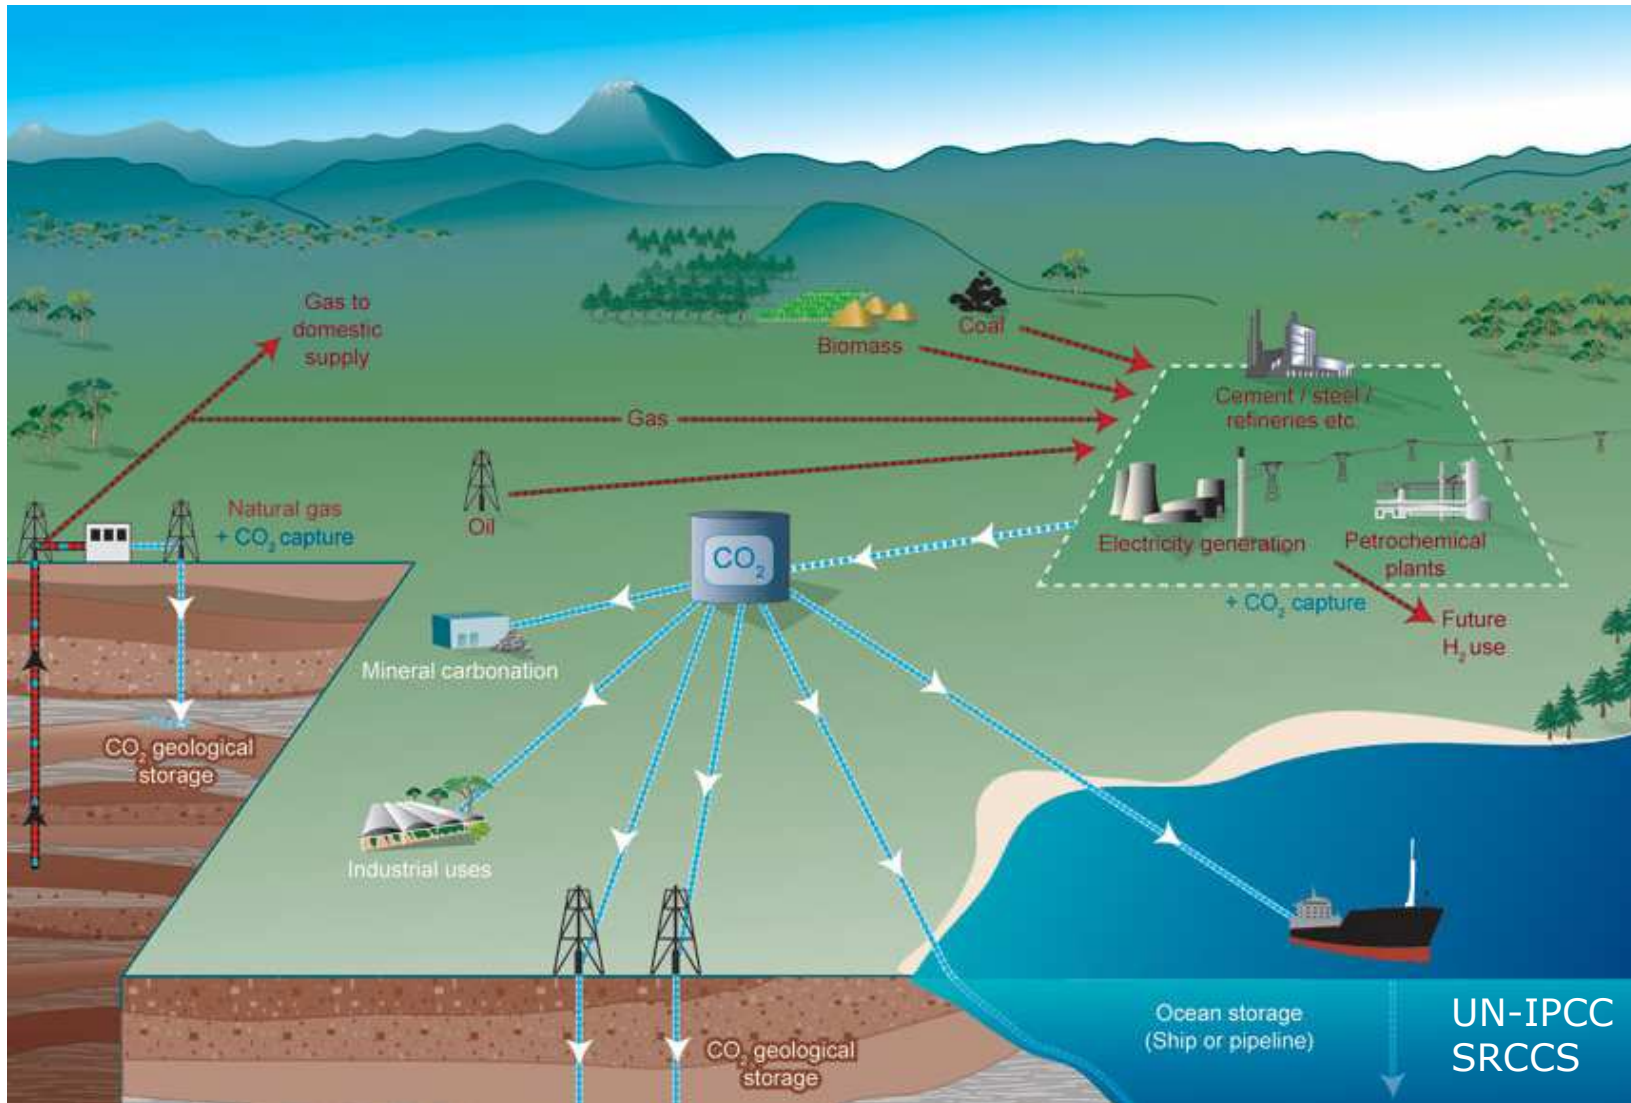 Gas to
domestic
supply
Coal
Biomass
Cement / steel /
refineries etc.
Gas
Natural gas
+ CO₂ capture
Oil
CO₂
Electricity generation
Petrochemical
plants
+ CO₂ capture
Future
H₂ use
Mineral carbonation
CO₂ geological
storage
Industrial uses
Ocean storage
(Ship or pipeline)
UN-IPCC
SRCCS
CO₂ geological
storage